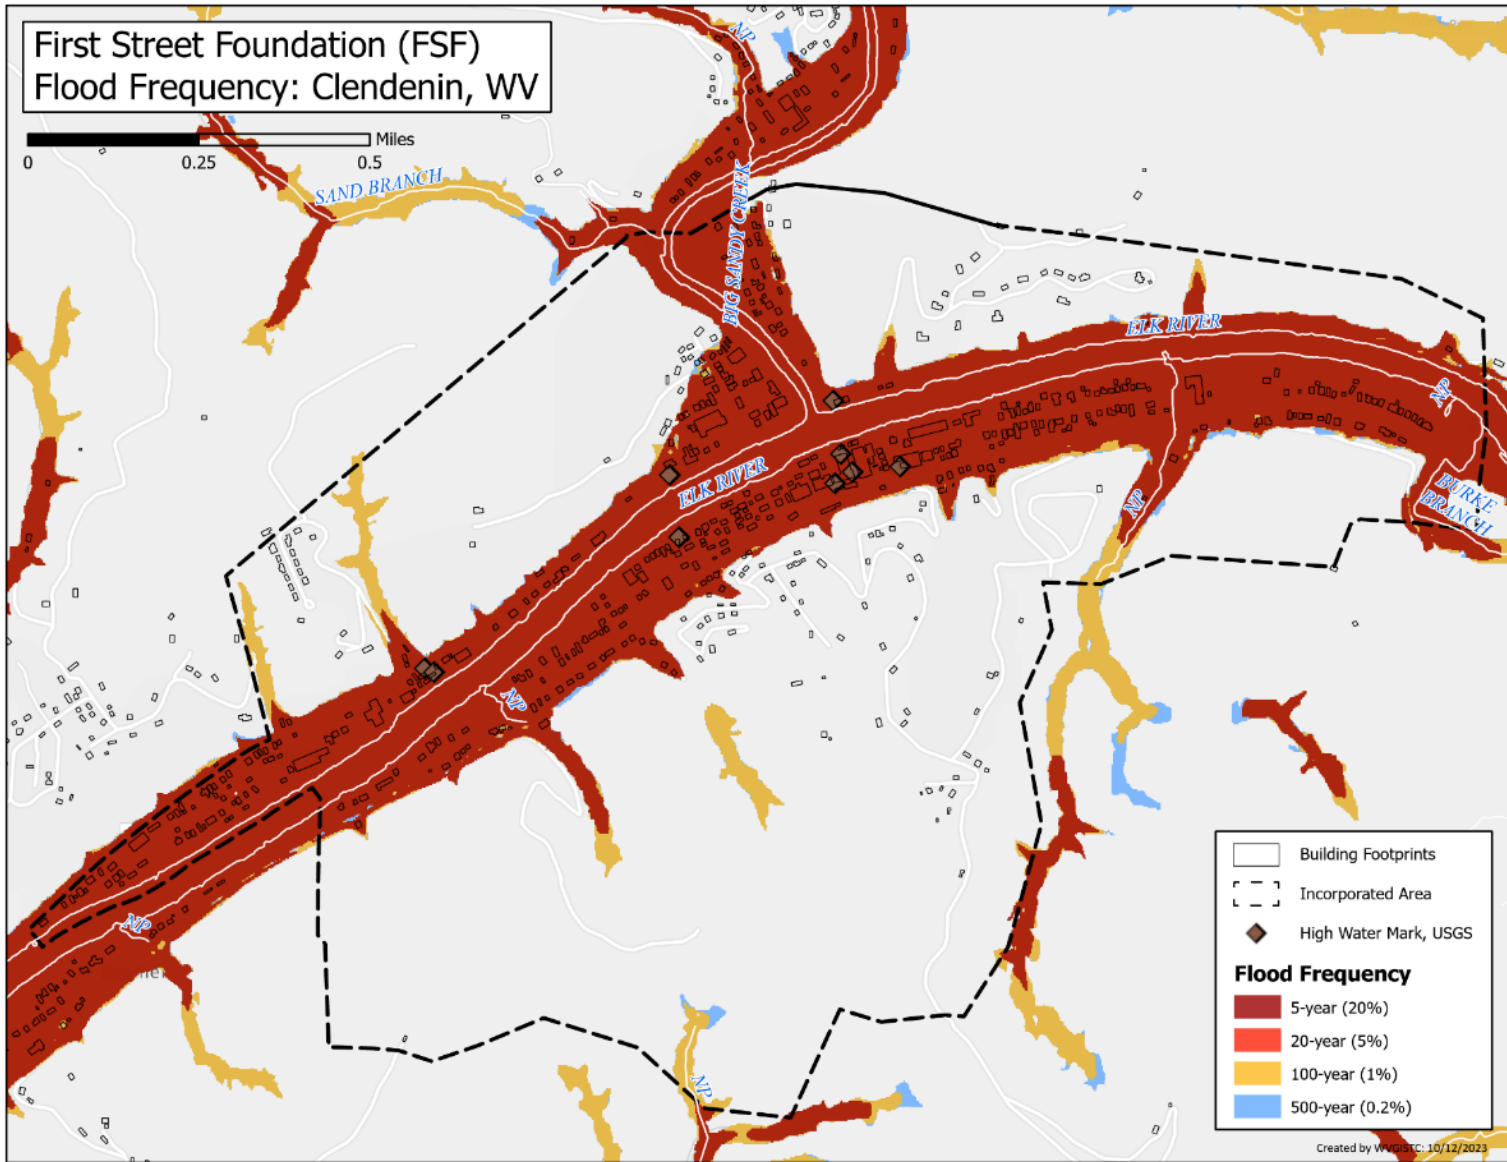 First Street Foundation (FSF)
Flood Frequency: Clendenin, WV
Miles
0 0.25 0.5
NP
SAND BRANCH
BIG SANDY CREEK
ELK RIVER
NP
ELK RIVER
BURKE
BRANCH
NP
NP
NP
NP
Building Footprints
Incorporated Area
High Water Mark, USGS
Flood Frequency
5-year (20%)
20-year (5%)
100-year (1%)
500-year (0.2%)
Created by WVGISTC: 10/12/2023